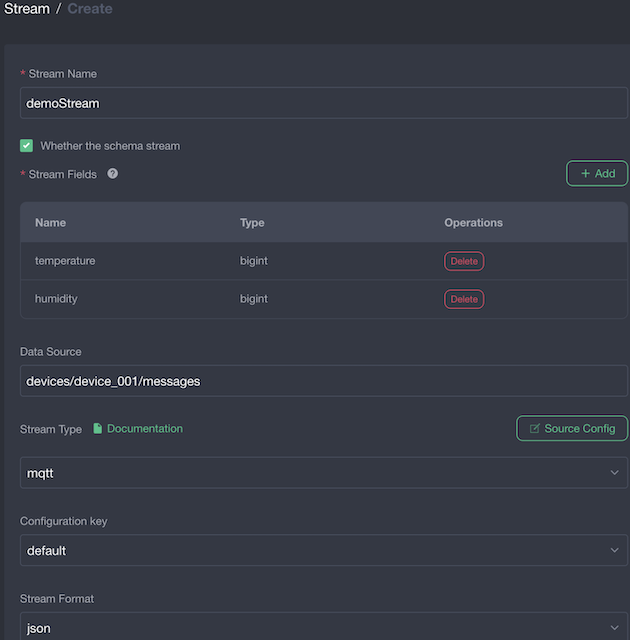 Stream / Create
* Stream Name
demoStream
Whether the schema stream
* Stream Fields ?
+ Add
Name Type Operations
temperature bigint Delete
humidity bigint Delete
Data Source
devices/device_001/messages
Stream Type Documentation Source Config
mqtt
Configuration key
default
Stream Format
json